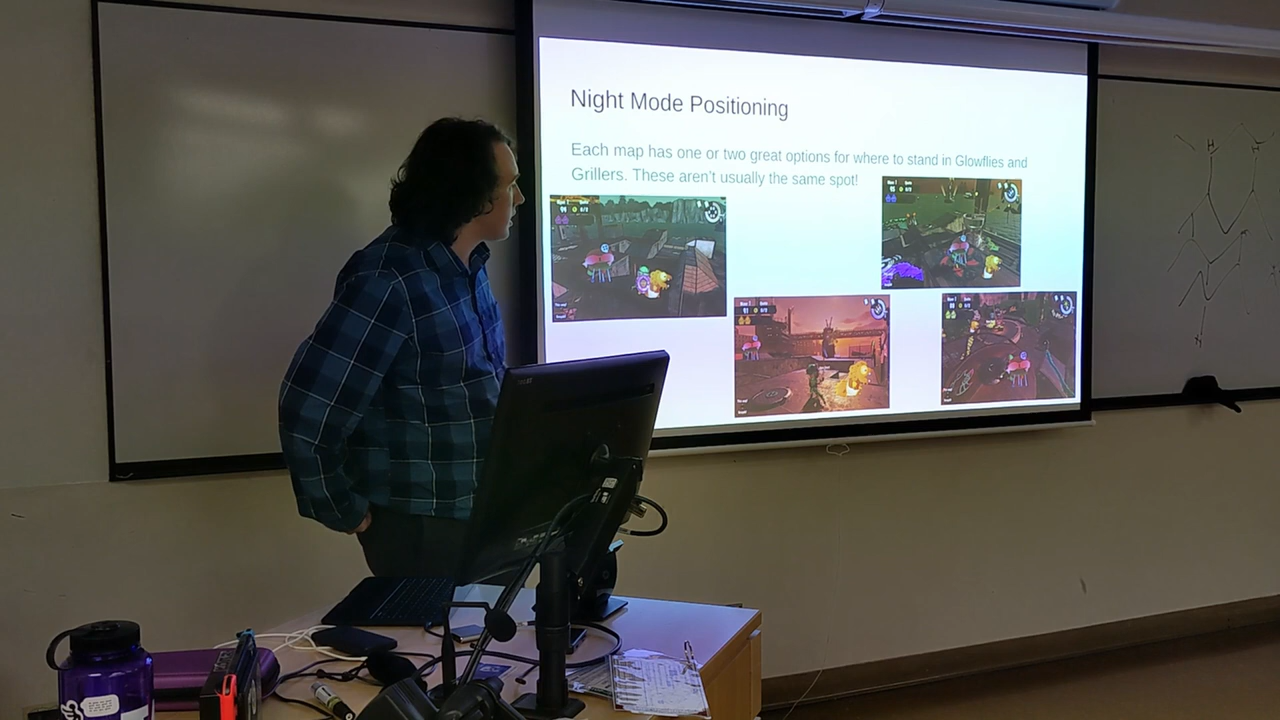 Night Mode Positioning
Each map has one or two great options for where to stand in Glowflies and
Grillers. These aren't usually the same spot!